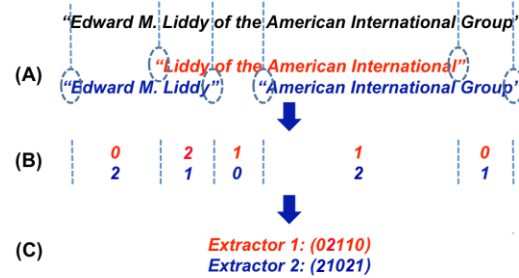 “Edward M. Liddy of the American International Group”
(A)
“Liddy of the American International”
“Edward M. Liddy” “American International Group”
(B)
0 2 1 1 0
2 1 0 2 1
(C)
Extractor 1: (02110)
Extractor 2: (21021)